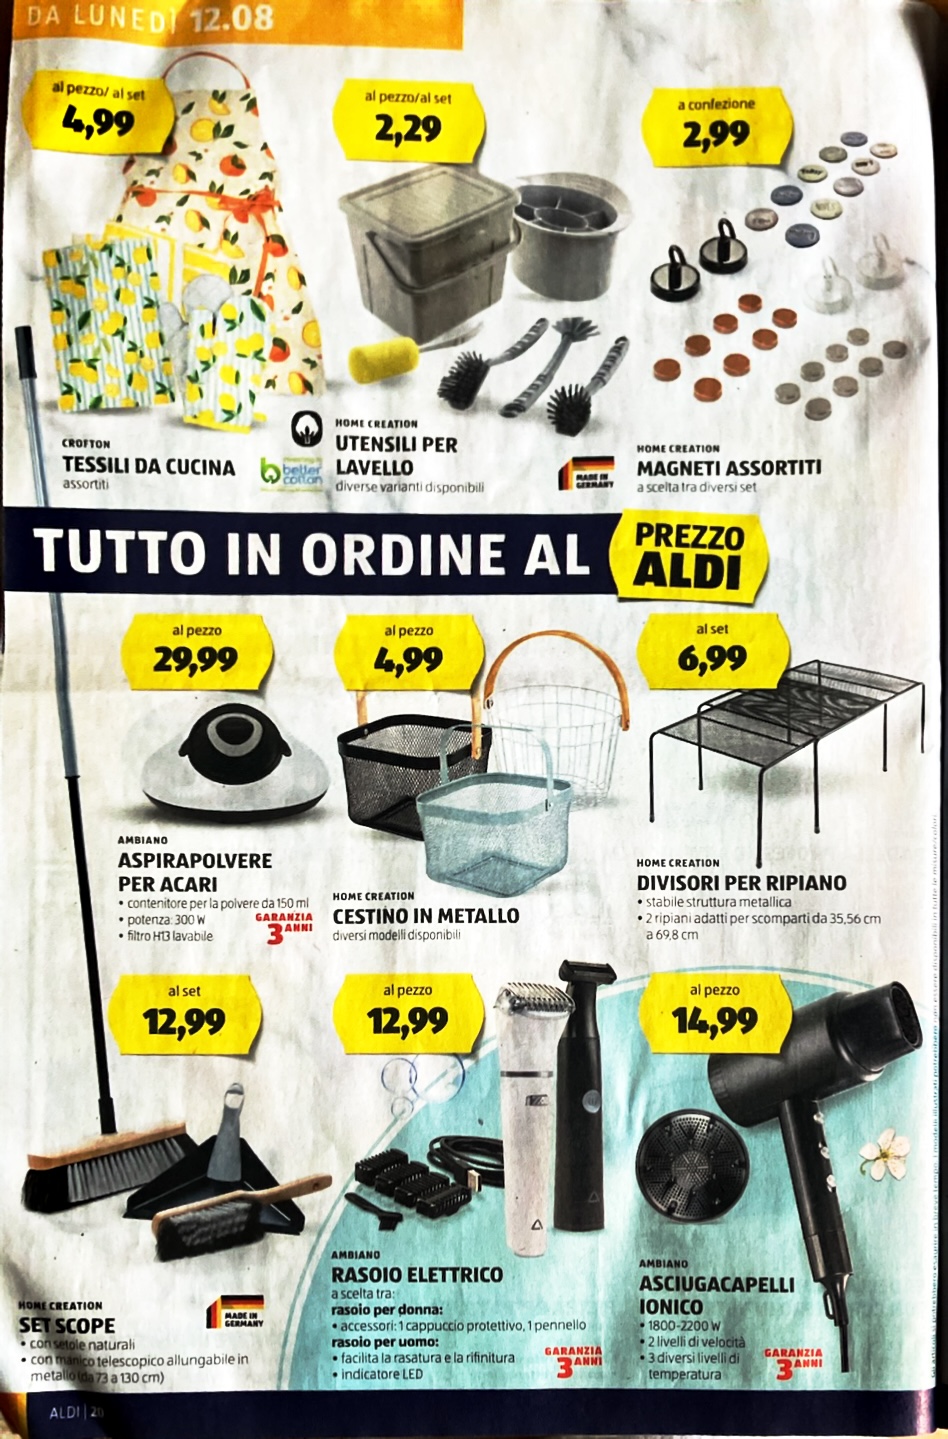 DA LUNEDÌ 12.08
al pezzo/ al set
4,99
al pezzo/al set
2,29
a confezione
2,99
CROFTON
TESSILI DA CUCINA
assortiti
better
cotton
HOME CREATION
UTENSILI PER
LAVELLO
diverse varianti disponibili
MADE IN
GERMANY
HOME CREATION
MAGNETI ASSORTITI
a scelta tra diversi set
TUTTO IN ORDINE AL
PREZZO
ALDI
al pezzo
29,99
al pezzo
4,99
al set
6,99
AMBIANO
ASPIRAPOLVERE
PER ACARI
• contenitore per la polvere da 150 ml
• potenza: 300 W
• filtro H13 lavabile
GARANZIA
3 ANNI
HOME CREATION
CESTINO IN METALLO
diversi modelli disponibili
HOME CREATION
DIVISORI PER RIPIANO
• stabile struttura metallica
• 2 ripiani adatti per scomparti da 35,56 cm
a 69,8 cm
al set
12,99
al pezzo
12,99
al pezzo
14,99
HOME CREATION
SET SCOPE
• con setole naturali
• con manico telescopico allungabile in
metallo (da 73 a 130 cm)
MADE IN
GERMANY
AMBIANO
RASOIO ELETTRICO
a scelta tra:
rasoio per donna:
• accessori: 1 cappuccio protettivo, 1 pennello
rasoio per uomo:
• facilita la rasatura e la rifinitura
• indicatore LED
GARANZIA
3 ANNI
AMBIANO
ASCIUGACAPELLI
IONICO
• 1800-2200 W
• 2 livelli di velocità
• 3 diversi livelli di
temperatura
GARANZIA
3 ANNI
ALDI | 20